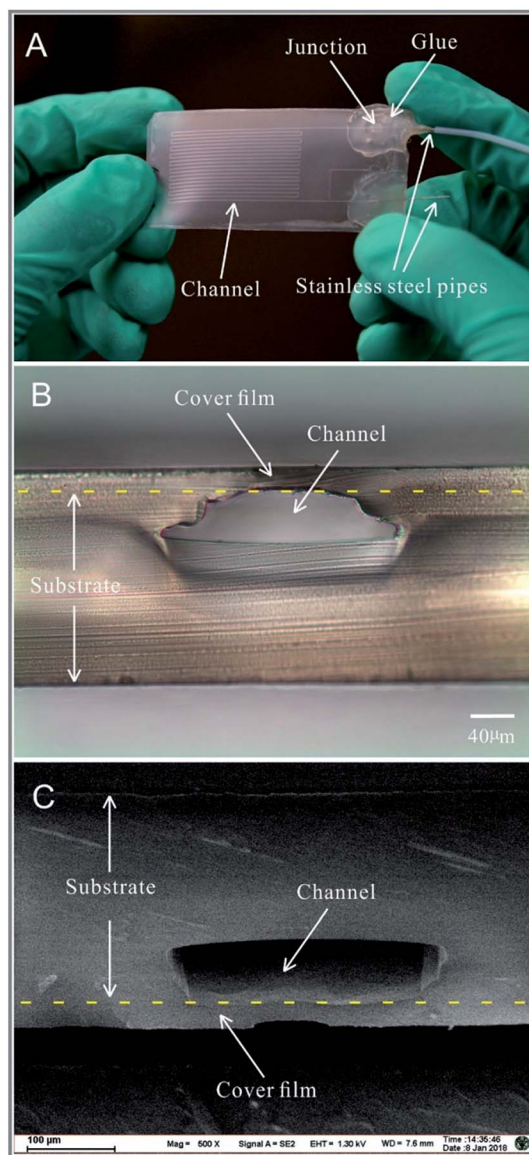 A
Junction
Glue
Channel
Stainless steel pipes
B
Cover film
Channel
Substrate
40μm
C
Substrate
Channel
Cover film
100 µm
Mag = 500 X Signal A = SE2 EHT = 1.30 kV WD = 7.6 mm Time :14:35:46
Date :8 Jan 2018